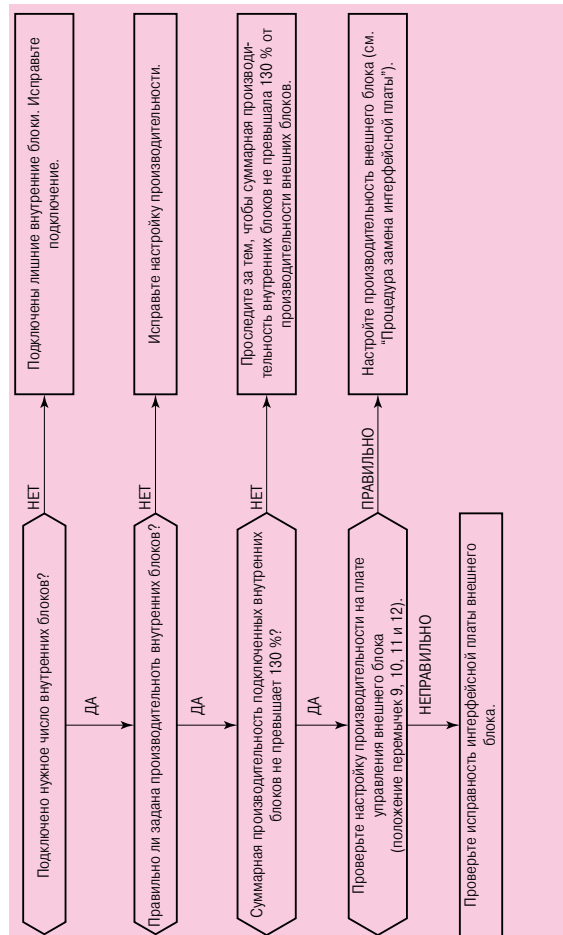 Подключено нужное число внутренних блоков?
НЕТ
Подключены лишние внутренние блоки. Исправьте
подключение.
ДА
Правильно ли задана производительноть внутренних блоков?
НЕТ
Исправьте настройку производительности.
ДА
Суммарная производительность подключенных внутренних
блоков не превышает 130 %?
НЕТ
Проследите за тем, чтобы суммарная производи-
тельность внутренних блоков не превышала 130 % от
производительности внешних блоков.
ДА
Проверьте настройку производительности на плате
управления внешнего блока
(положение перемычек 9, 10, 11 и 12).
ПРАВИЛЬНО
Настройте производительность внешнего блока (см.
“Процедура замена интерфейсной платы”).
НЕПРАВИЛЬНО
Проверьте исправность интерфейсной платы внешнего
блока.